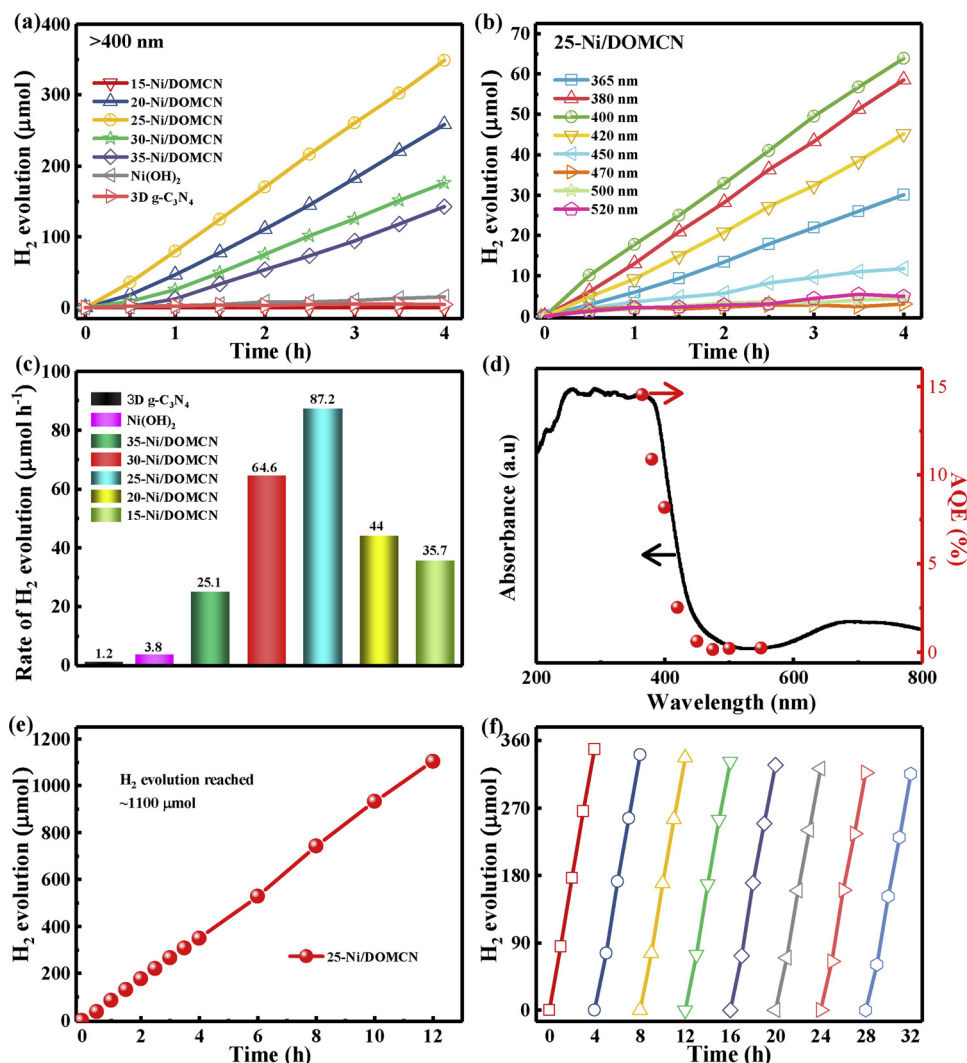 (a)
>400 nm
15-Ni/DOMCN
20-Ni/DOMCN
25-Ni/DOMCN
30-Ni/DOMCN
35-Ni/DOMCN
Ni(OH)₂
3D g-C₃N₄
H₂ evolution (μmol)
400
300
200
100
0
0 1 2 3 4
Time (h)
(b)
25-Ni/DOMCN
365 nm
380 nm
400 nm
420 nm
450 nm
470 nm
500 nm
520 nm
H₂ evolution (μmol)
70
60
50
40
30
20
10
0
0 1 2 3 4
Time (h)
(c)
3D g-C₃N₄
Ni(OH)₂
35-Ni/DOMCN
30-Ni/DOMCN
25-Ni/DOMCN
20-Ni/DOMCN
15-Ni/DOMCN
Rate of H₂ evolution (μmol h⁻¹)
100
80
60
40
20
0
1.2
3.8
25.1
64.6
87.2
44
35.7
(d)
Absorbance (a.u)
AQE (%)
15
10
5
0
200 400 600 800
Wavelength (nm)
(e)
H₂ evolution reached
~1100 μmol
25-Ni/DOMCN
H₂ evolution (μmol)
1200
1000
800
600
400
200
0
0 2 4 6 8 10 12
Time (h)
(f)
H₂ evolution (μmol)
360
270
180
90
0
0 4 8 12 16 20 24 28 32
Time (h)